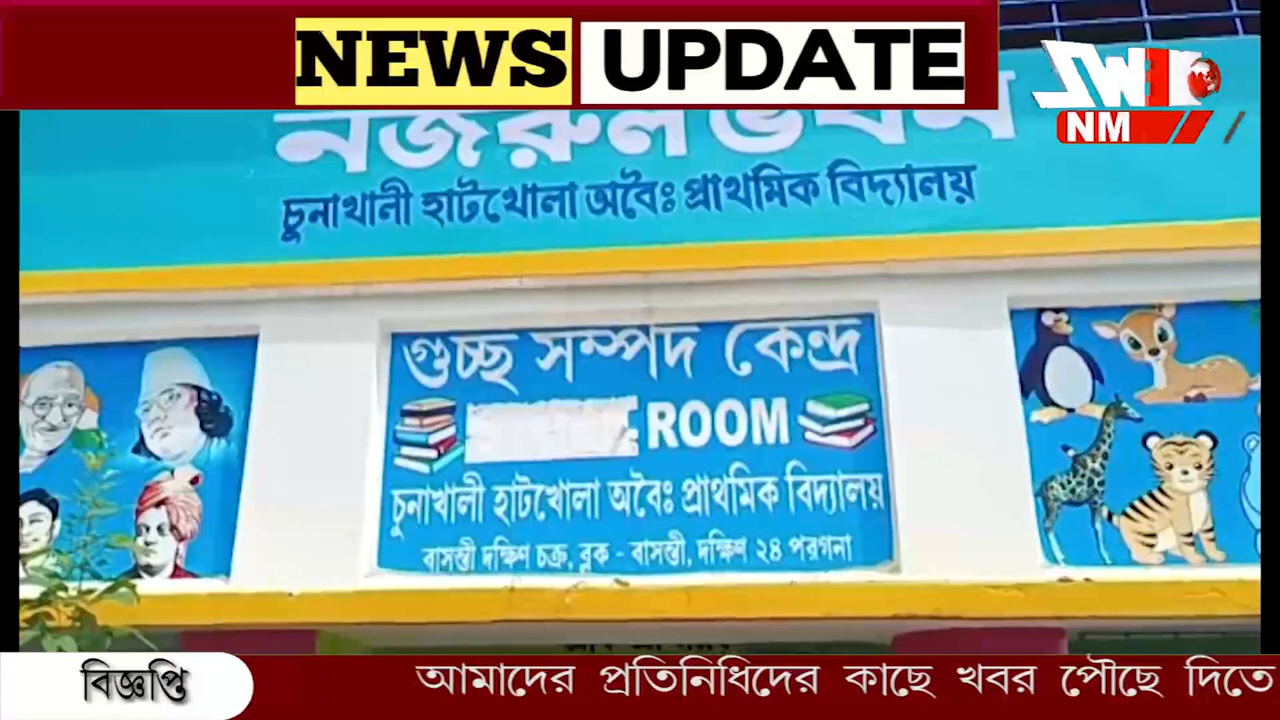 NEWS UPDATE
NM
নজরুল ভবন
চুনাখালী হাটখোলা অবৈঃ প্রাথমিক বিদ্যালয়
গুচ্ছ সম্পদ কেন্দ্র
ROOM
চুনাখালী হাটখোলা অবৈঃ প্রাথমিক বিদ্যালয়
বাসন্তী দক্ষিণ চক্র, ব্লক - বাসন্তী, দক্ষিণ ২৪ পরগনা
বিজ্ঞপ্তি
আমাদের প্রতিনিধিদের কাছে খবর পৌছে দিতে